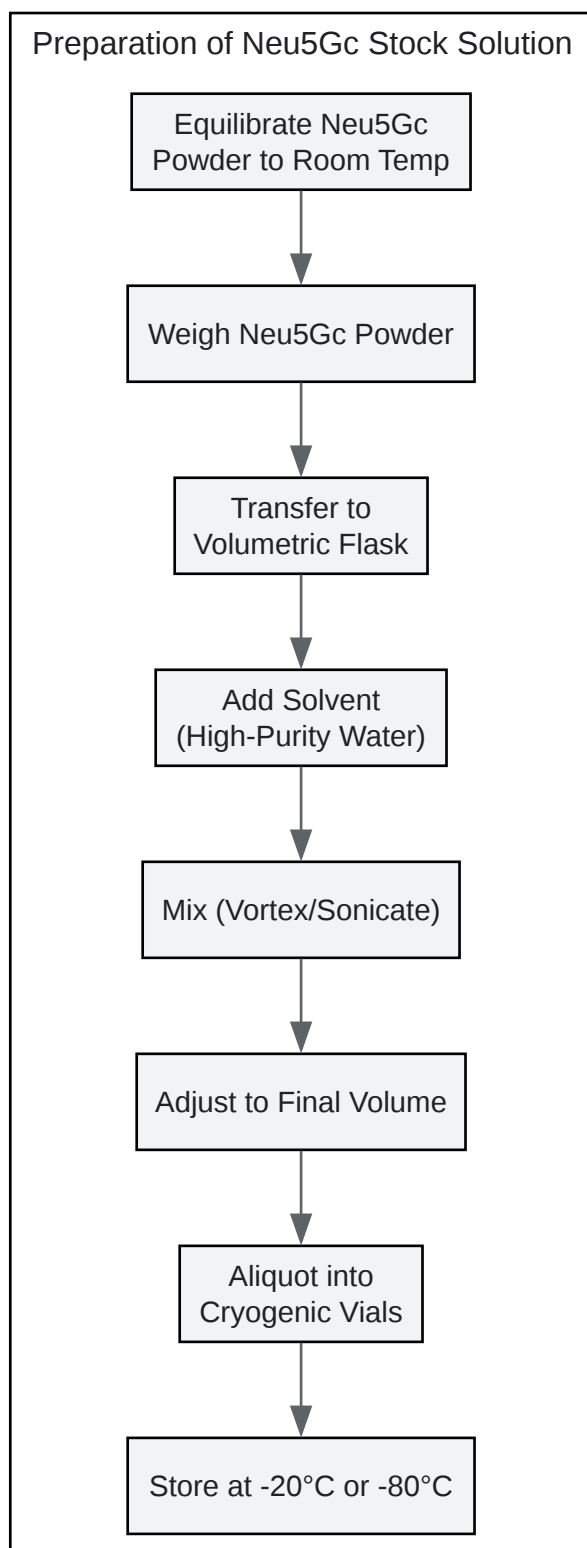 Preparation of Neu5Gc Stock Solution
Equilibrate Neu5Gc
Powder to Room Temp
Weigh Neu5Gc Powder
Transfer to
Volumetric Flask
Add Solvent
(High-Purity Water)
Mix (Vortex/Sonicate)
Adjust to Final Volume
Aliquot into
Cryogenic Vials
Store at -20°C or -80°C